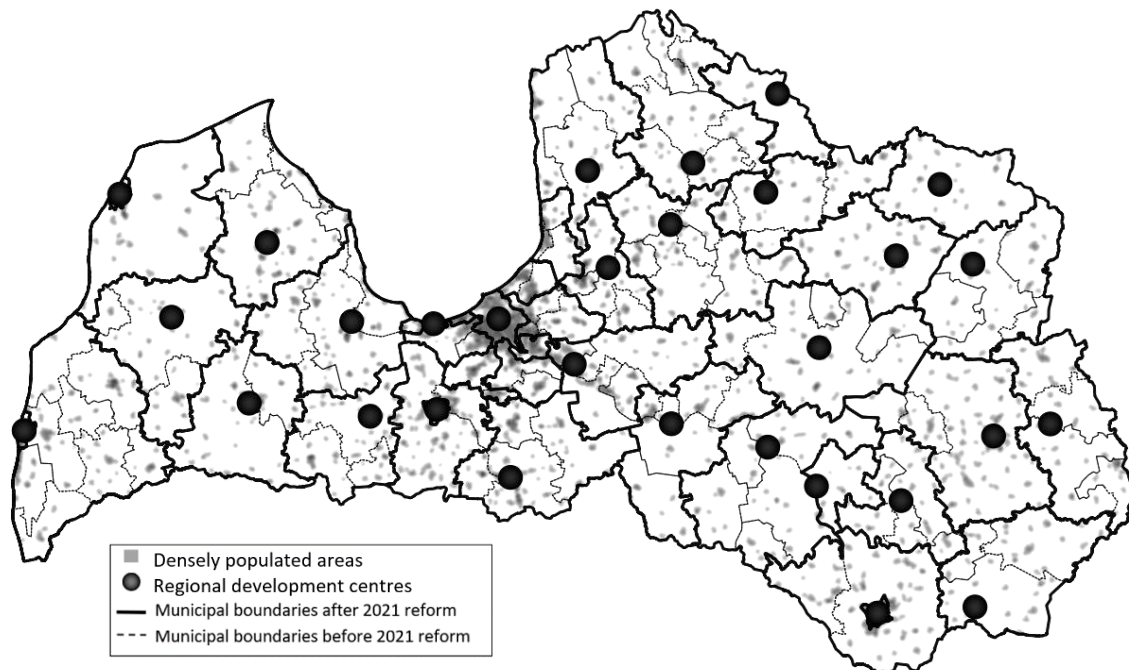 Densely populated areas
Regional development centres
Municipal boundaries after 2021 reform
Municipal boundaries before 2021 reform